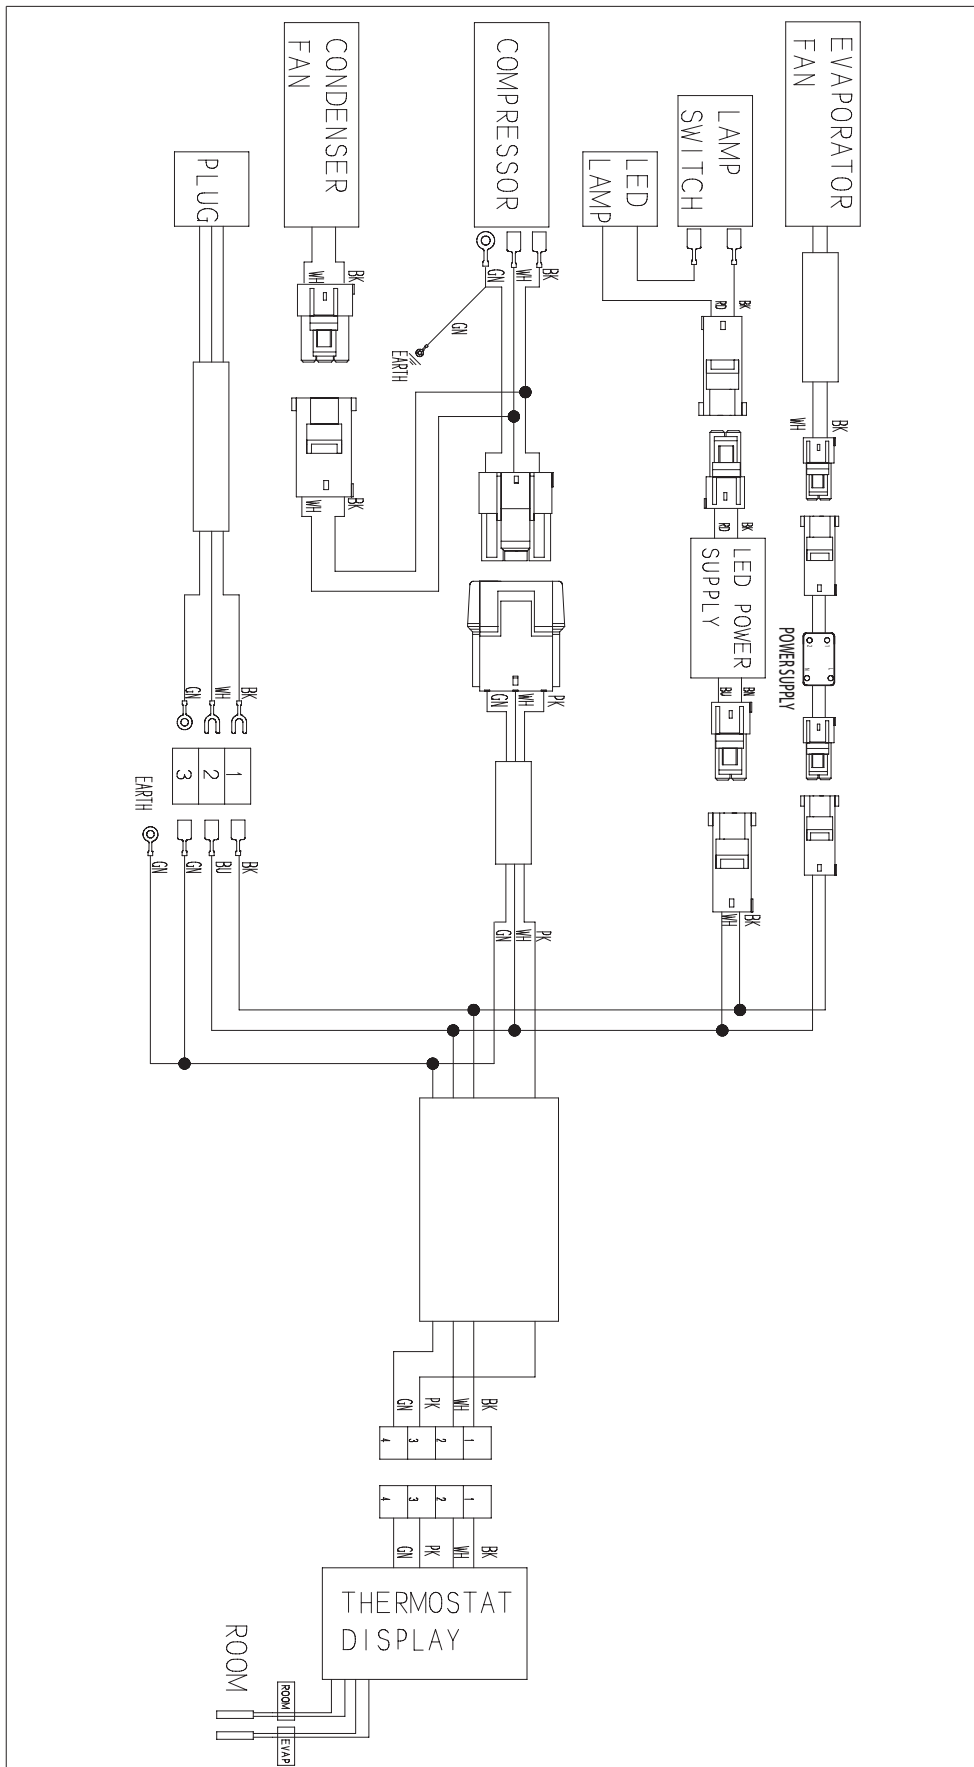 CONDENSER
FAN
COMPRESSOR
EVAPORATOR
FAN
LAMP
SWITCH
LED
LAMP
PLUG
BK
WH
BK
WH
GN
GN
EARTH
BK
RD
BK
WH
BK
WH
BK
RD
LED POWER
SUPPLY
POWERSUPPLY
BN
BU
PK
WH
GN
BK
WH
GN
1
2
3
EARTH
BK
BU
GN
GN
PK
WH
GN
BK
WH
BK
WH
PK
GN
1
2
3
4
1
2
3
4
BK
WH
PK
GN
THERMOSTAT
DISPLAY
ROOM
ROOM
EVAP